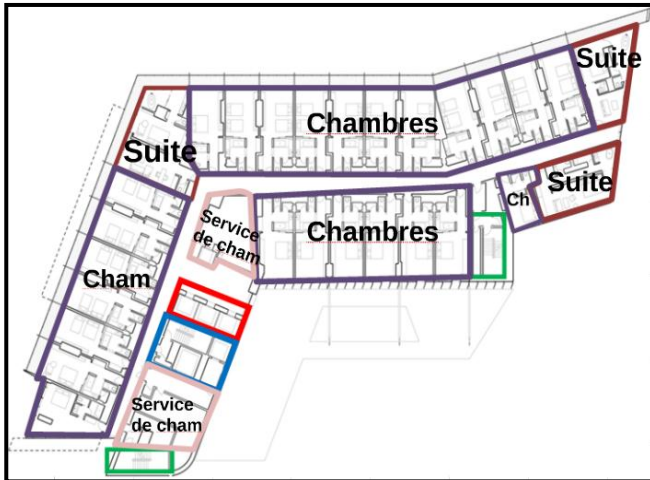 Suite
Chambres
Suite
Ch
Suite
Service
de cham
Chambres
Cham
Service
de cham